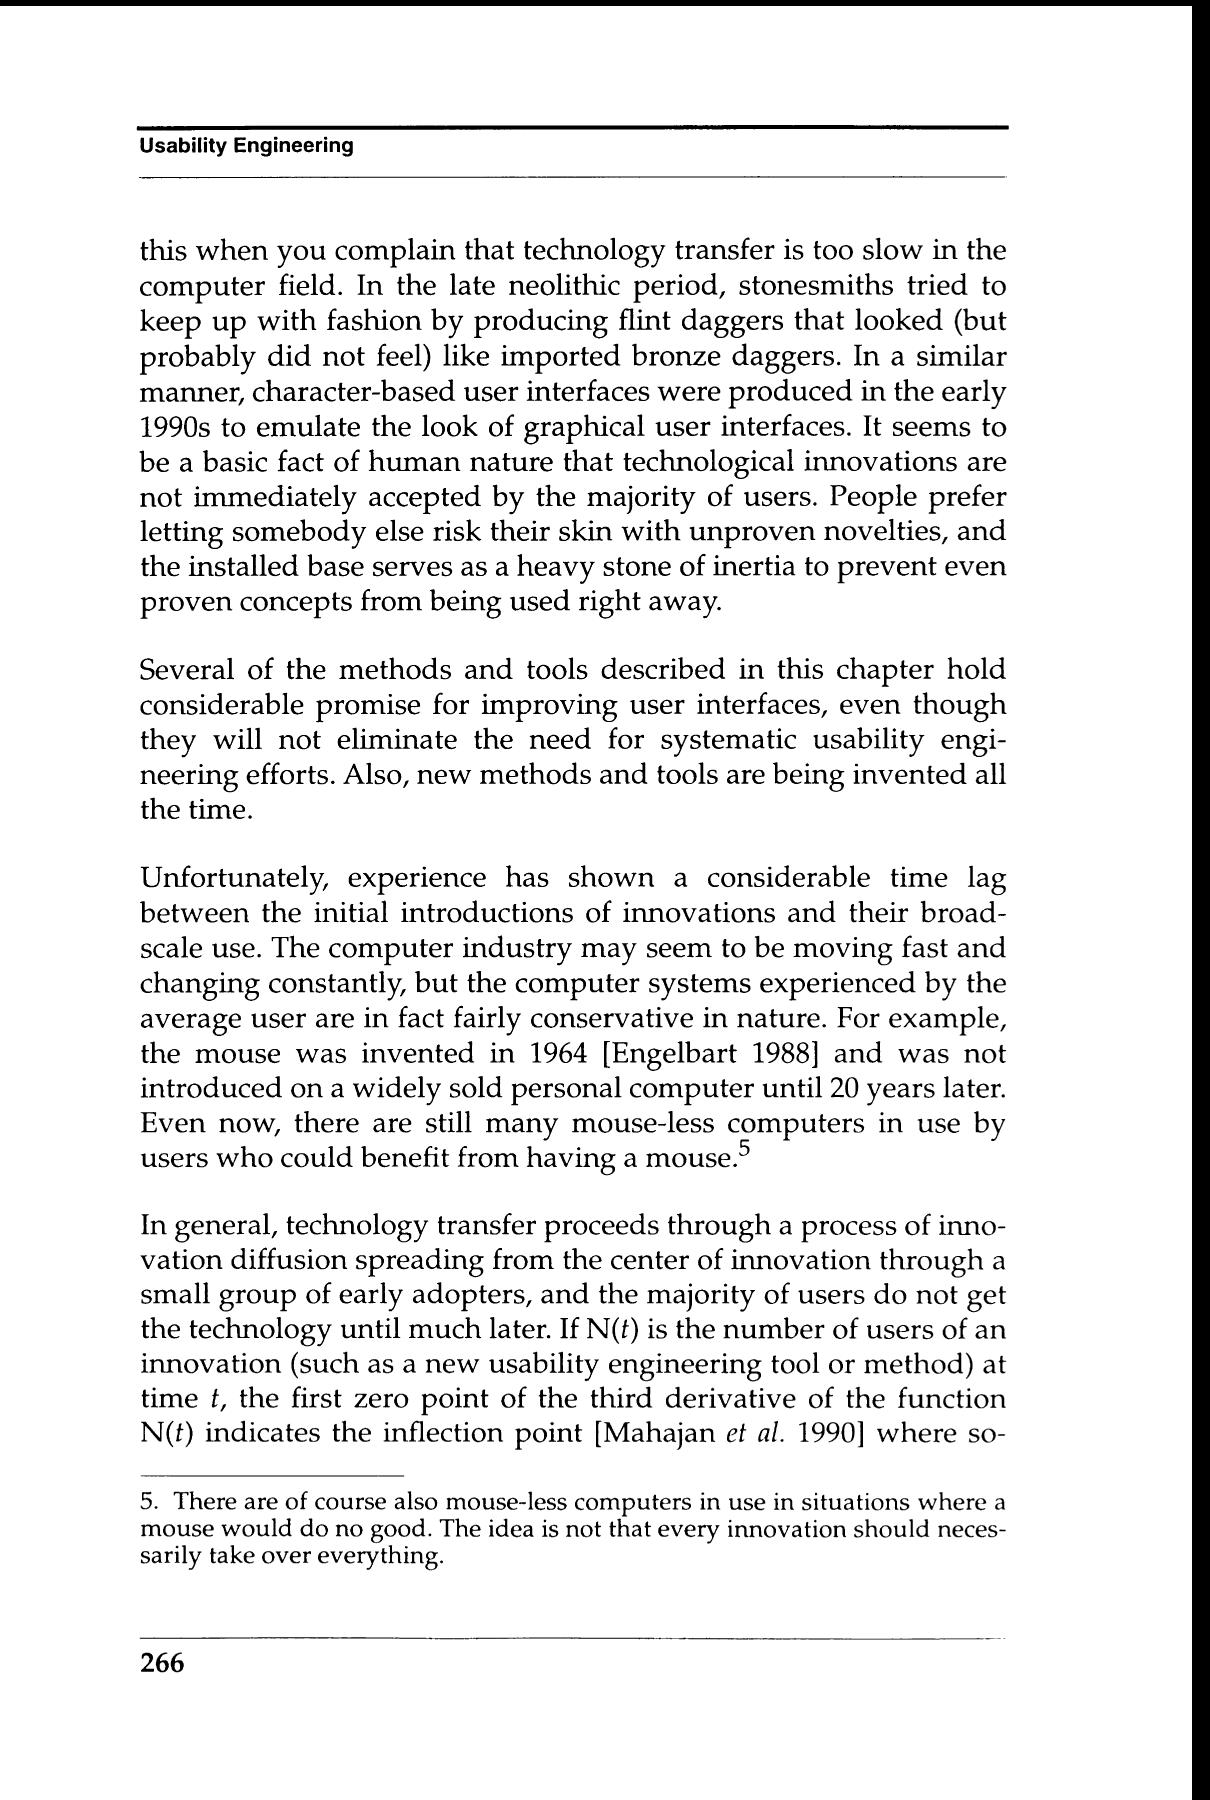 Usability Engineering
this when you complain that technology transfer is too slow in the
computer field. In the late neolithic period, stonesmiths tried to
keep up with fashion by producing flint daggers that looked (but
probably did not feel) like imported bronze daggers. In a similar
manner, character-based user interfaces were produced in the early
1990s to emulate the look of graphical user interfaces. It seems to
be a basic fact of human nature that technological innovations are
not immediately accepted by the majority of users. People prefer
letting somebody else risk their skin with unproven novelties, and
the installed base serves as a heavy stone of inertia to prevent even
proven concepts from being used right away.
Several of the methods and tools described in this chapter hold
considerable promise for improving user interfaces, even though
they will not eliminate the need for systematic usability engi-
neering efforts. Also, new methods and tools are being invented all
the time.
Unfortunately, experience has shown a considerable time lag
between the initial introductions of innovations and their broad-
scale use. The computer industry may seem to be moving fast and
changing constantly, but the computer systems experienced by the
average user are in fact fairly conservative in nature. For example,
the mouse was invented in 1964 [Engelbart 1988] and was not
introduced on a widely sold personal computer until 20 years later.
Even now, there are still many mouse-less computers in use by
users who could benefit from having a mouse.5
In general, technology transfer proceeds through a process of inno-
vation diffusion spreading from the center of innovation through a
small group of early adopters, and the majority of users do not get
the technology until much later. If N(t) is the number of users of an
innovation (such as a new usability engineering tool or method) at
time t, the first zero point of the third derivative of the function
N(t) indicates the inflection point [Mahajan et al. 1990] where so-
5. There are of course also mouse-less computers in use in situations where a
mouse would do no good. The idea is not that every innovation should neces-
sarily take over everything.
266